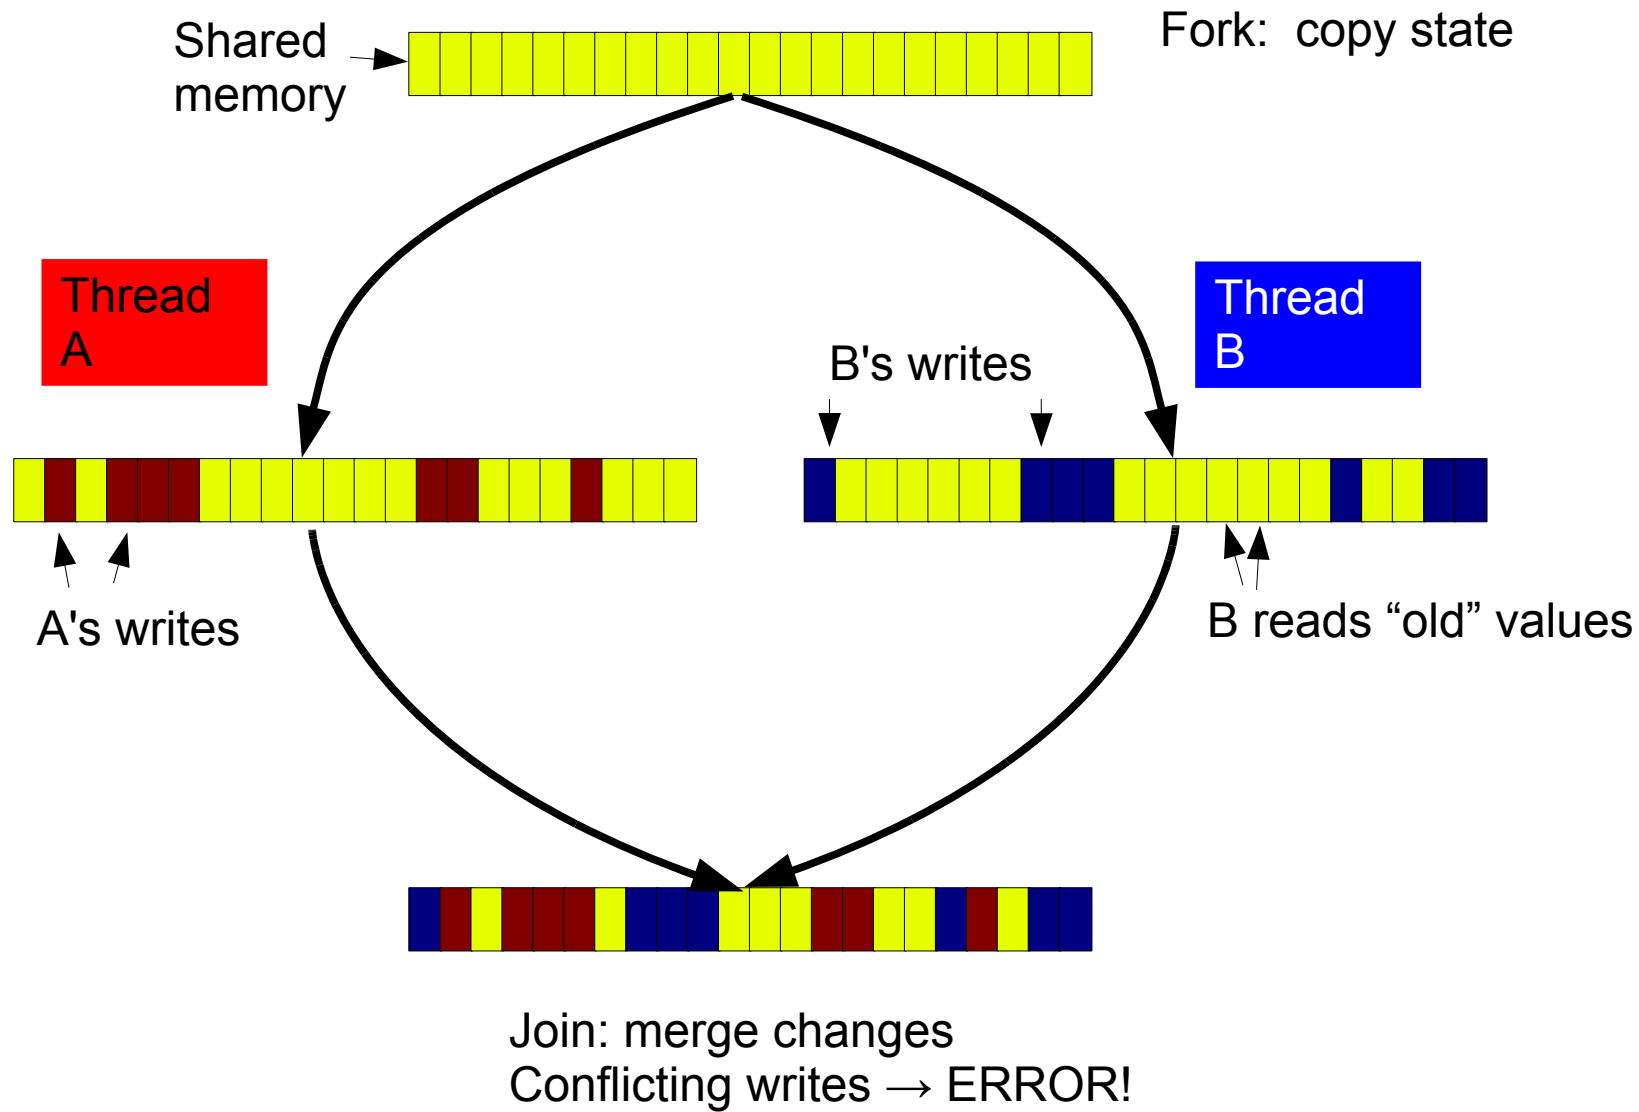 Shared
memory
Fork:  copy state
Thread
A
Thread
B
B's writes
A's writes
B reads “old” values
Join: merge changes
Conflicting writes → ERROR!